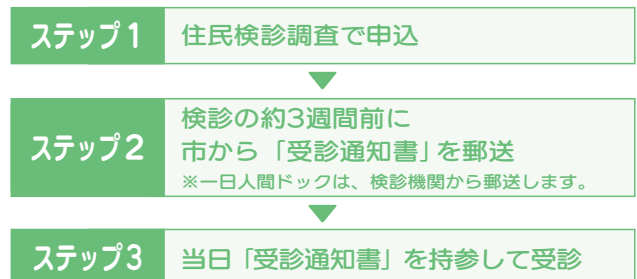 ステップ1
住民検診調査で申込
ステップ2
検診の約3週間前に
市から「受診通知書」を郵送
※一日人間ドックは、検診機関から郵送します。
ステップ3
当日「受診通知書」を持参して受診